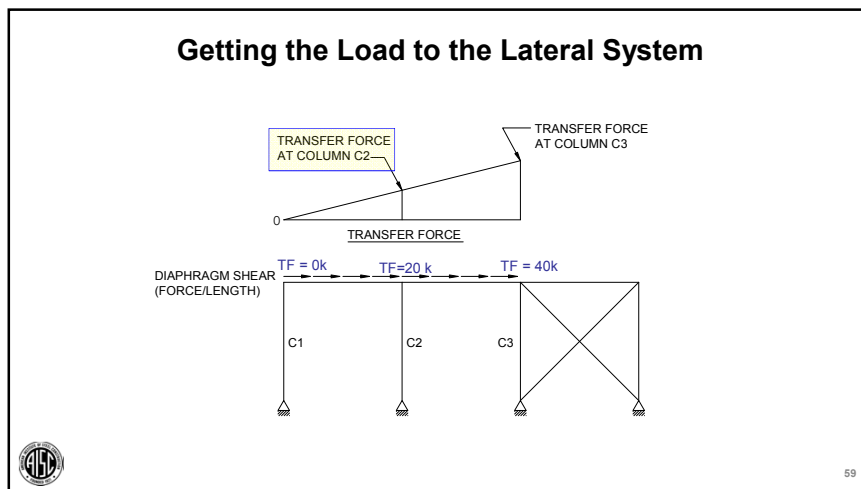 Getting the Load to the Lateral System
TRANSFER FORCE
AT COLUMN C2
TRANSFER FORCE
AT COLUMN C3
0
TRANSFER FORCE
DIAPHRAGM SHEAR
(FORCE/LENGTH)
TF = 0k
TF=20 k
TF = 40k
C1
C2
C3
AISC
59